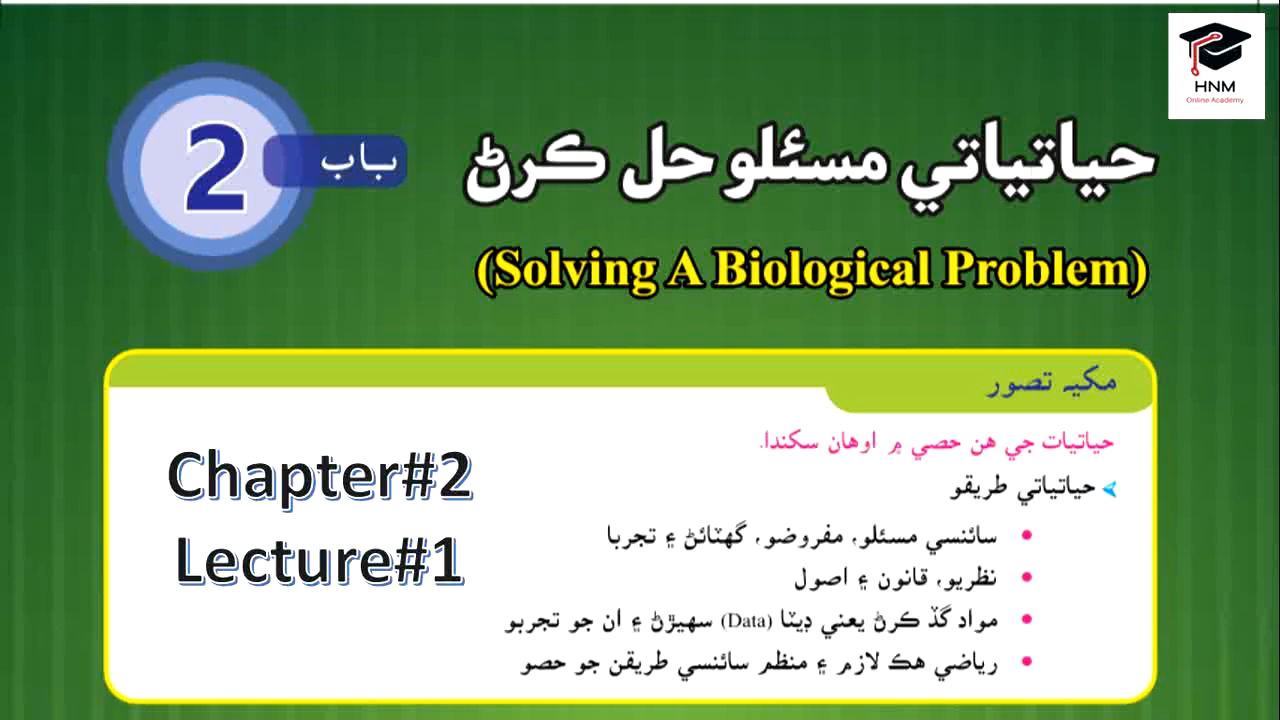 HNM
Online Academy
باب 2
حياتياتي مسئلو حل ڪرڻ
(Solving A Biological Problem)
مکيه تصور
حياتيات جي هن حصي ۾ اوهان سکندا.
حياتياتي طريقو
Chapter#2
Lecture#1
• سائنسي مسئلو، مفروضو، گهٽائڻ ۽ تجربا
• نظريو، قانون ۽ اصول
• مواد گڏ ڪرڻ يعني ڊيٽا (Data) سهيڙڻ ۽ ان جو تجربو
• رياضي هڪ لازم ۽ منظم سائنسي طريقن جو حصو